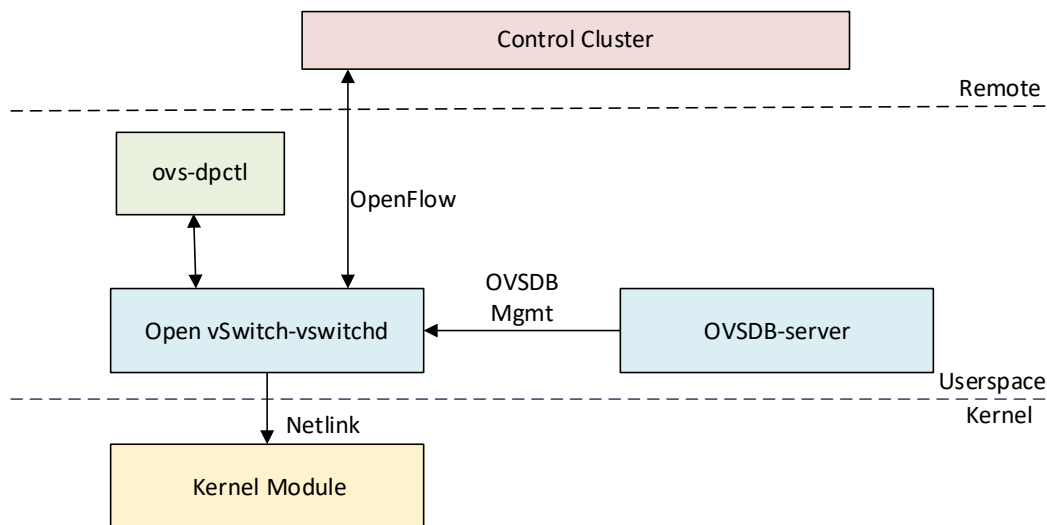 Control Cluster
Remote
ovs-dpctl
OpenFlow
OVSDB
Mgmt
Open vSwitch-vswitchd
OVSDB-server
Userspace
Kernel
Netlink
Kernel Module